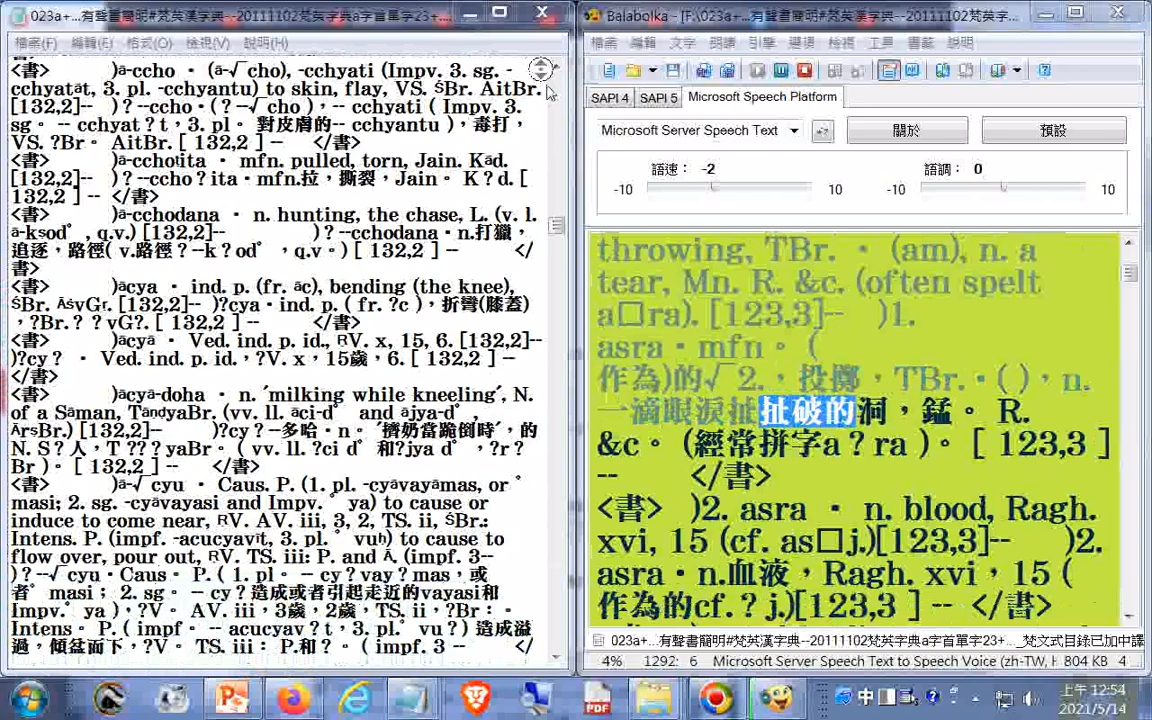 023a+...有聲書簡明#梵英漢字典--20111102梵英字典a字首單字23+...
檔案(F) 編輯(E) 格式(O) 檢視(V) 說明(H)
<書> )ā-ccho · (ā-√cho), -cchyati (Impv. 3. sg. -
cchyatāt, 3. pl. -cchyantu) to skin, flay, VS. ŚBr. AitBr.
[132,2]-- )? --ccho·(?--√cho ), -- cchyati ( Impv. 3.
sg。 -- cchyat?t,3. pl。 對皮膚的-- cchyantu ),毒打,
VS. ?Br。 AitBr. [ 132,2 ] -- </書>
<書> )ā-cchoṭita · mfn. pulled, torn, Jain. Kād.
[132,2]-- )? --ccho?ita·mfn.拉,撕裂,Jain。 K?d. [
132,2 ] -- </書>
<書> )ā-cchodana · n. hunting, the chase, L. (v. l.
ā-kṣod°, q.v.) [132,2]-- )? --cchodana·n.打獵,
追逐,路徑( v.路徑?--k?od°,q.v.) [ 132,2 ] -- </
書>
<書> )ācya · ind. p. (fr. āc), bending (the knee),
ŚBr. ĀśvGṛ. [132,2]-- )?cya·ind. p. ( fr. ?c ),折彎(膝蓋)
,?Br.??vG?. [ 132,2 ] -- </書>
<書> )ācyā · Ved. ind. p. id., RV. x, 15, 6. [132,2]--
)?cy? · Ved. ind. p. id.,?V. x,15歲,6. [ 132,2 ] --
</書>
<書> )ācyā-doha · n. 'milking while kneeling', N.
of a Sāman, TāṇḍyaBr. (vv. ll. āci-d° and ājya-d°,
ĀrṣBr.) [132,2]-- )?cy?--多哈·n。'擠奶當跪倒時',的
N. S?人,T???yaBr。( vv. ll. ?ci d° 和?jya d°,?r?
Br )。 [ 132,2 ] -- </書>
<書> )ā-√cyu · Caus. P. (1. pl. -cyāvayāmas, or °
masi; 2. sg. -cyāvayasi and Impv. °ya) to cause or
induce to come near, RV. AV. iii, 3, 2, TS. ii, ŚBr.:
Intens. P. (impf. -acucyavīt, 3. pl. °vuḥ) to cause to
flow over, pour out, RV. TS. iii: P. and Ā. (impf. 3--
)?--√cyu·Caus· P. ( 1. pl。 -- cy?vay?mas,或
者°masi; 2. sg。 -- cy?造成或者引起走近的vayasi和
Impv.°ya ),?V。 AV. iii,3歲,2歲,TS. ii,?Br:·
Intens。 P. ( impf。 -- acucyav?t,3. pl。°vu? ) 造成溢
過,傾盆而下,?V。 TS. iii: P.和?。( impf. 3 -- </
Balabolka - [F:\023a+...有聲書簡明#梵英漢字典--20111102梵英字...
檔案 編輯 文字 朗讀 引擎 選項 檢視 工具 書籤 說明
SAPI 4 SAPI 5 Microsoft Speech Platform
Microsoft Server Speech Text 關於 預設
語速: -2 語調: 0
-10 10 -10 10
throwing, TBr. · (am), n. a
tear, Mn. R. &c. (often spelt
a□ra). [123,3]-- )1.
asra·mfn。 (
作為)的√2.,投擲,TBr.·( ),n.
一滴眼淚扯扯破的洞,錳。 R.
&c。 (經常拼字a?ra )。 [ 123,3 ]
-- </書>
<書> )2. asra · n. blood, Ragh.
xvi, 15 (cf. as□j.)[123,3]-- )2.
asra·n.血液,Ragh. xvi,15 (
作為的cf.? j.)[123,3 ] -- </書>
023a+...有聲書簡明#梵英漢字典--20111102梵英字典a字首單字23+..._梵文式目錄已加中譯
4% 1292: 6 Microsoft Server Speech Text to Speech Voice (zh-TW, H 804 KB 4
PDF 中 上午 12:54
2021/5/14